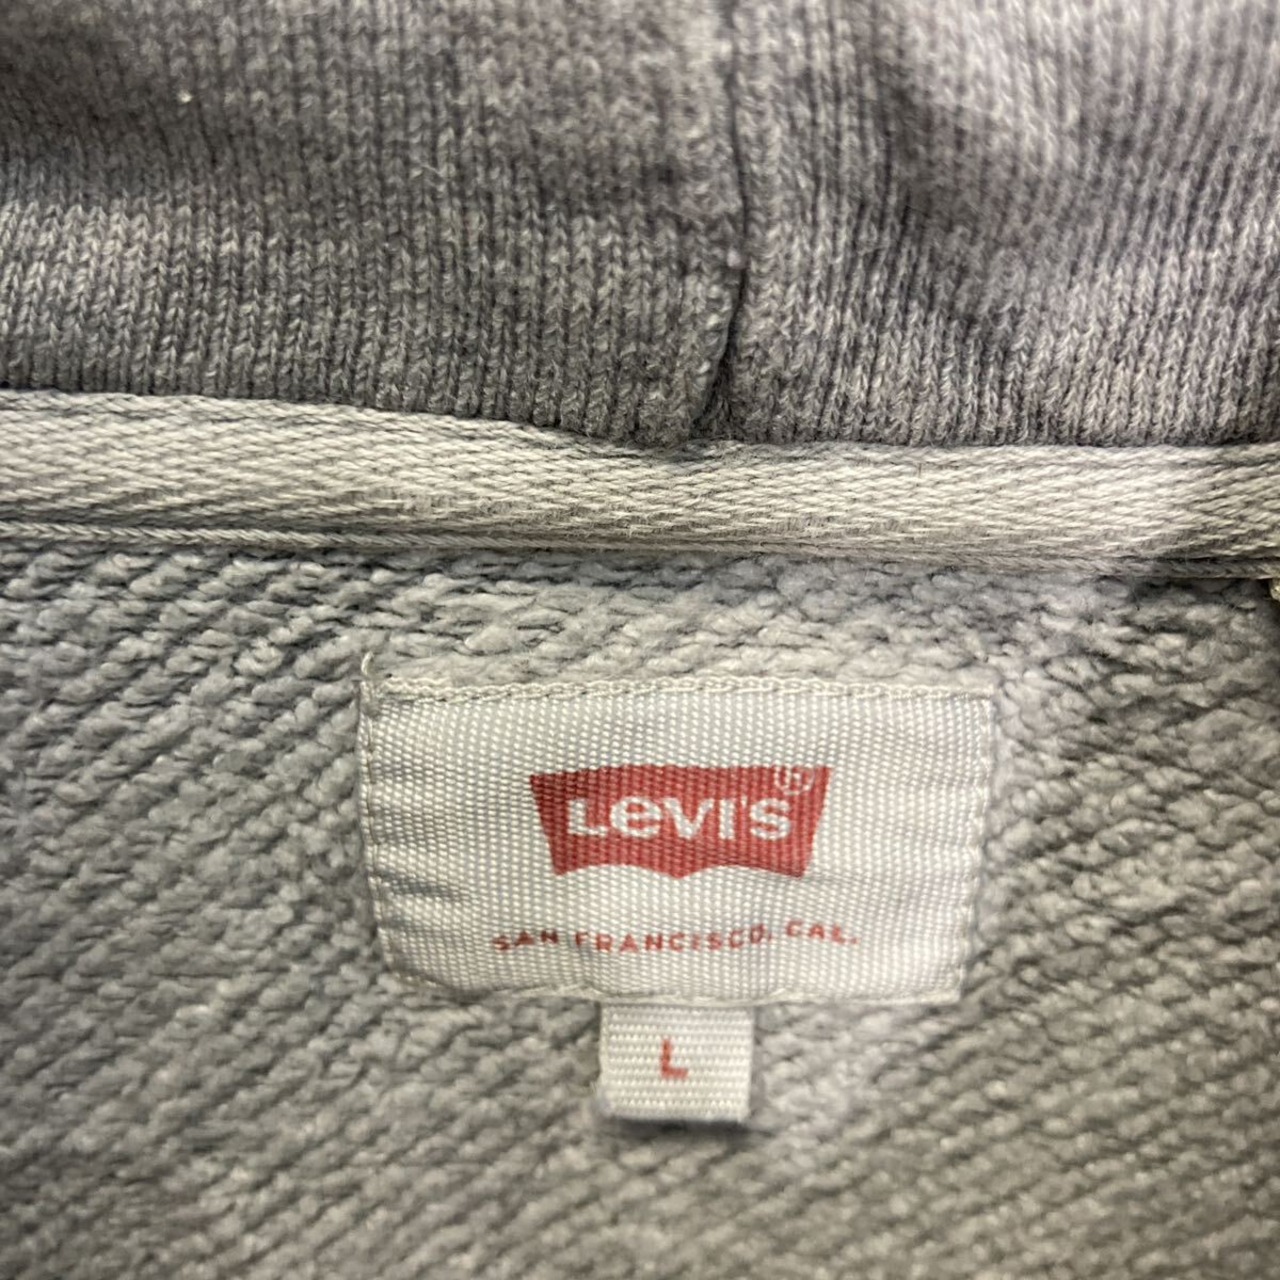 LeVI'S
SAN FRANCISCO, CAL.
L